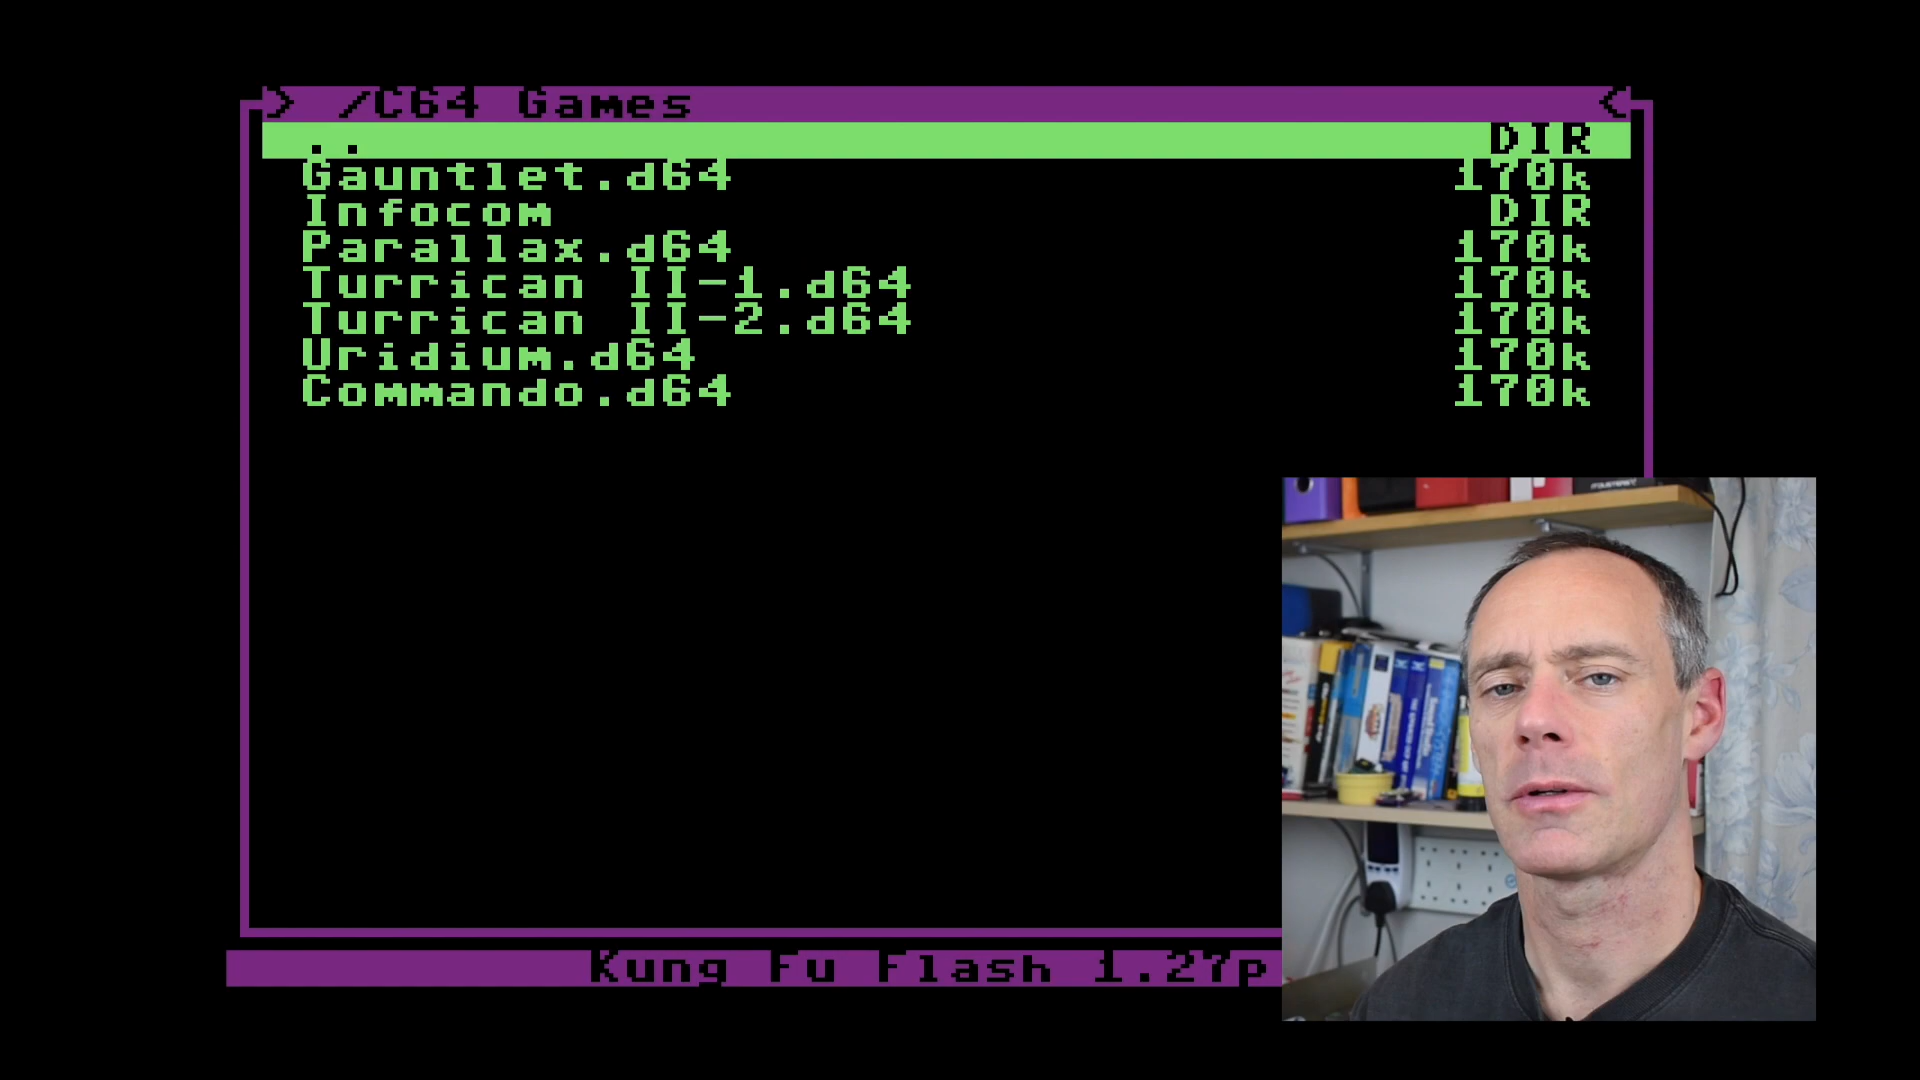 > /C64 Games <
.. DIR
Gauntlet.d64 170k
Infocom DIR
Parallax.d64 170k
Turrican II-1.d64 170k
Turrican II-2.d64 170k
Uridium.d64 170k
Commando.d64 170k
Kung Fu Flash 1.27p